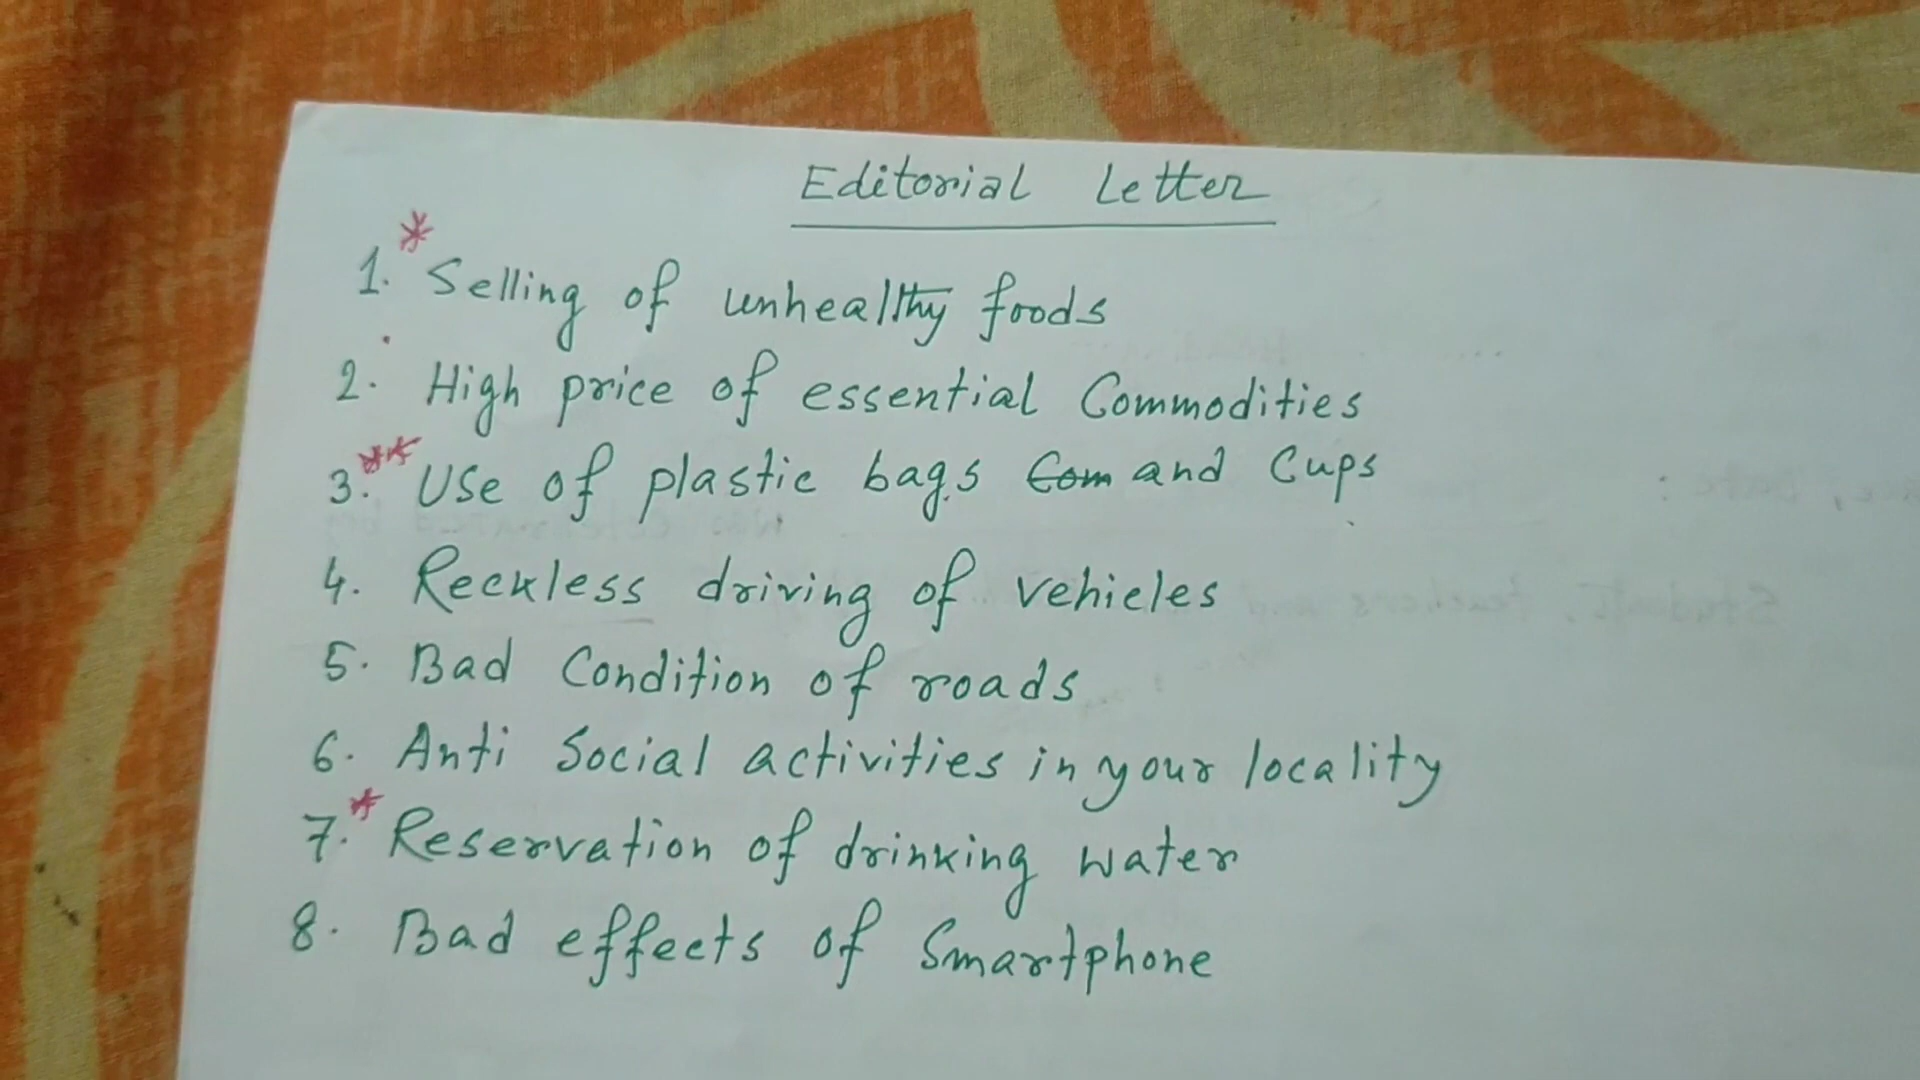 Editorial Letter
1.* Selling of unhealthy foods
2. High price of essential Commodities
3.** Use of plastic bags Com and Cups
4. Reckless driving of vehicles
5. Bad Condition of roads
6. Anti Social activities in your locality
7.* Reservation of drinking water
8. Bad effects of Smartphone